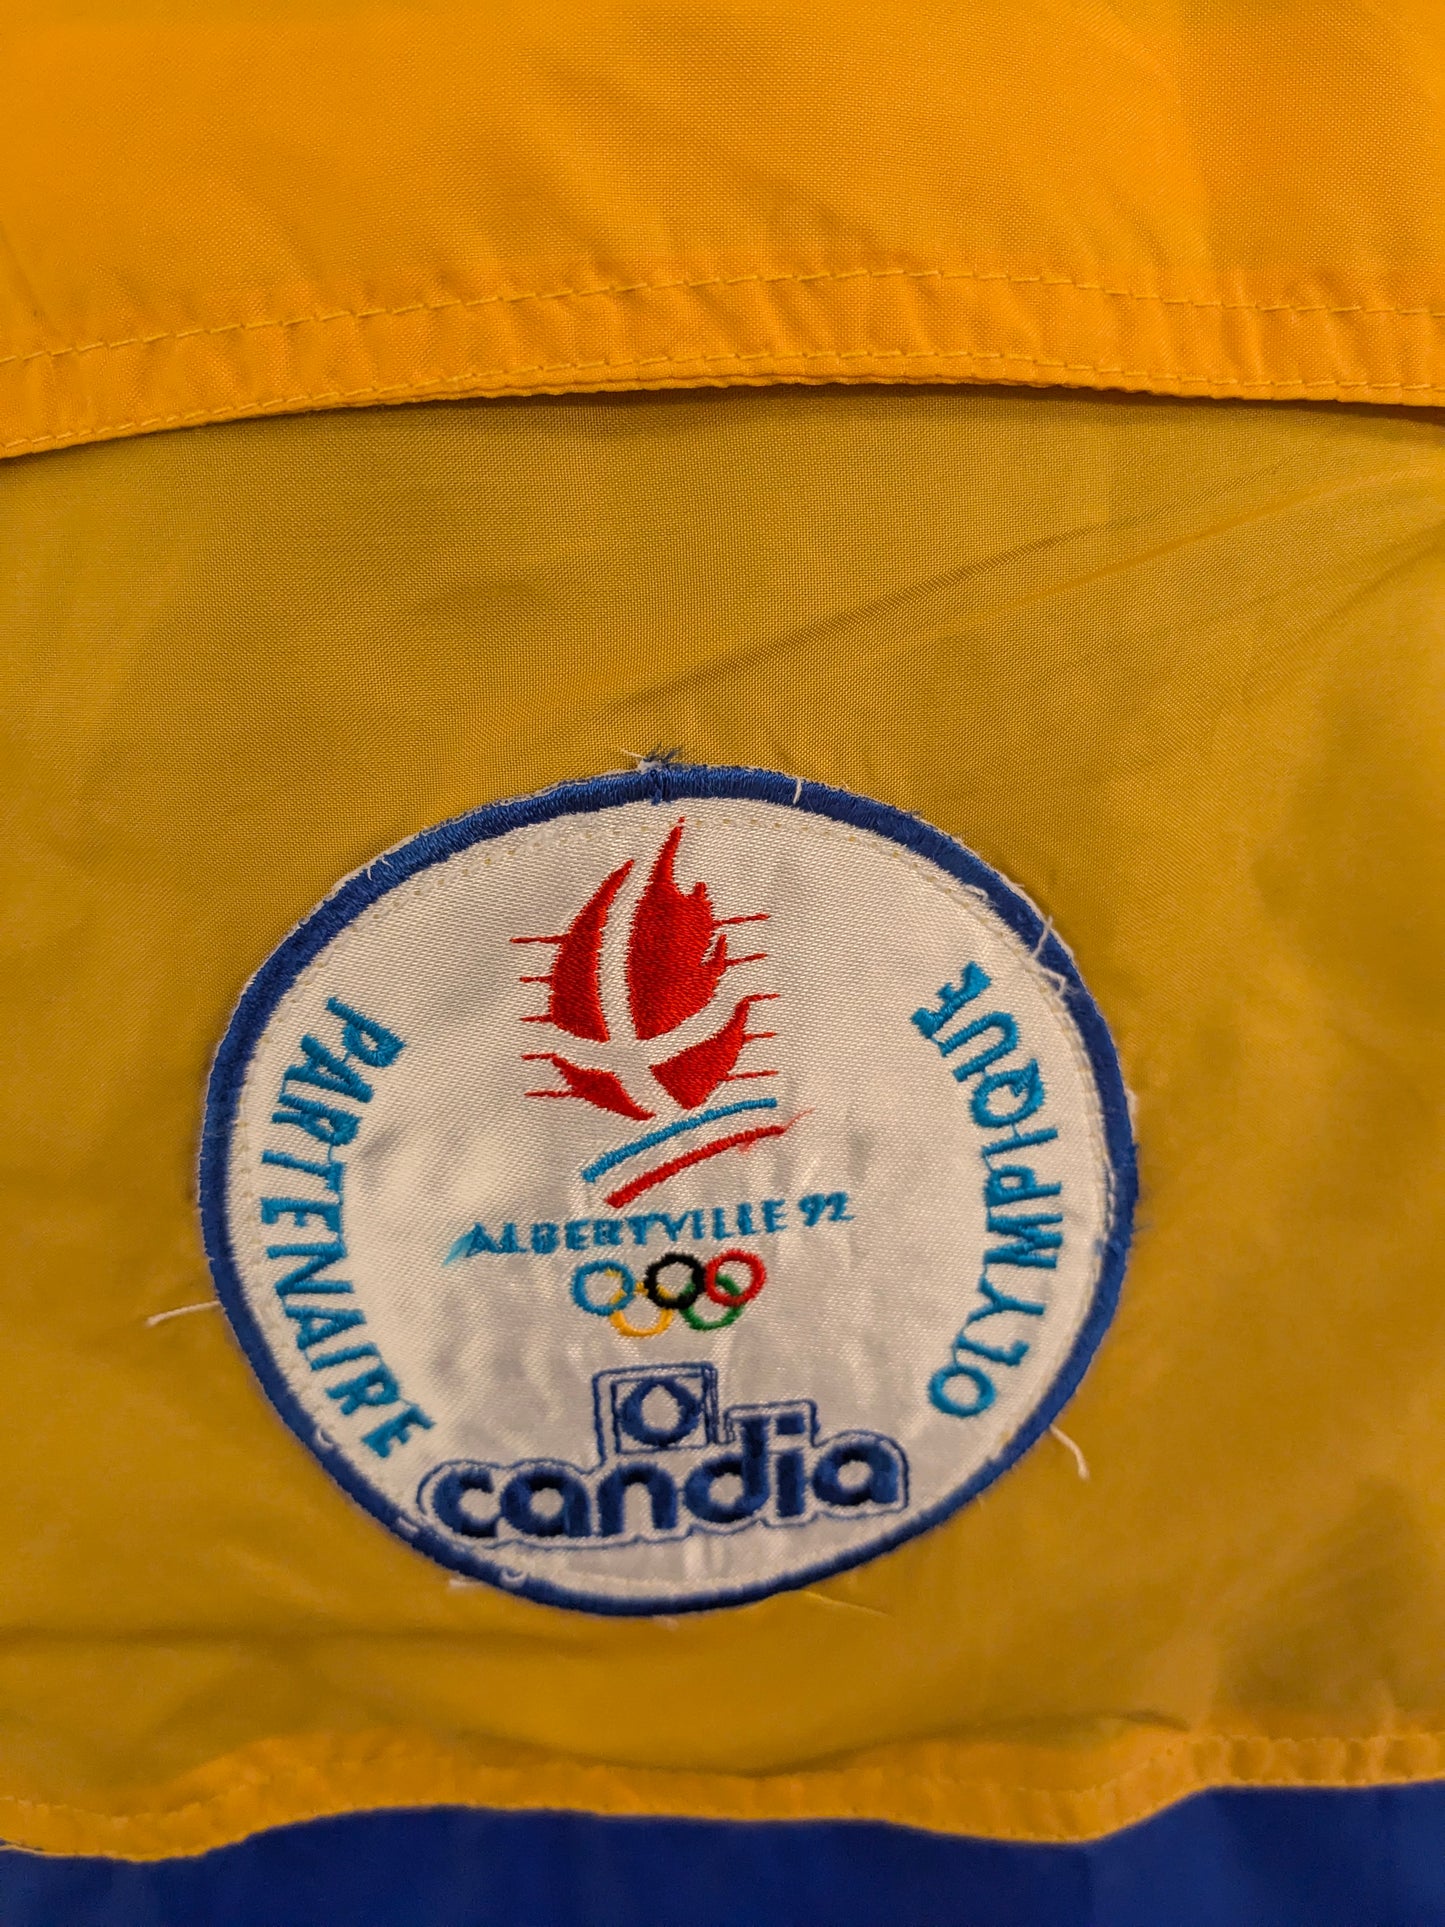 PARTENAIRE
OLYMPIQUE
ALBERTVILLE 92
candia